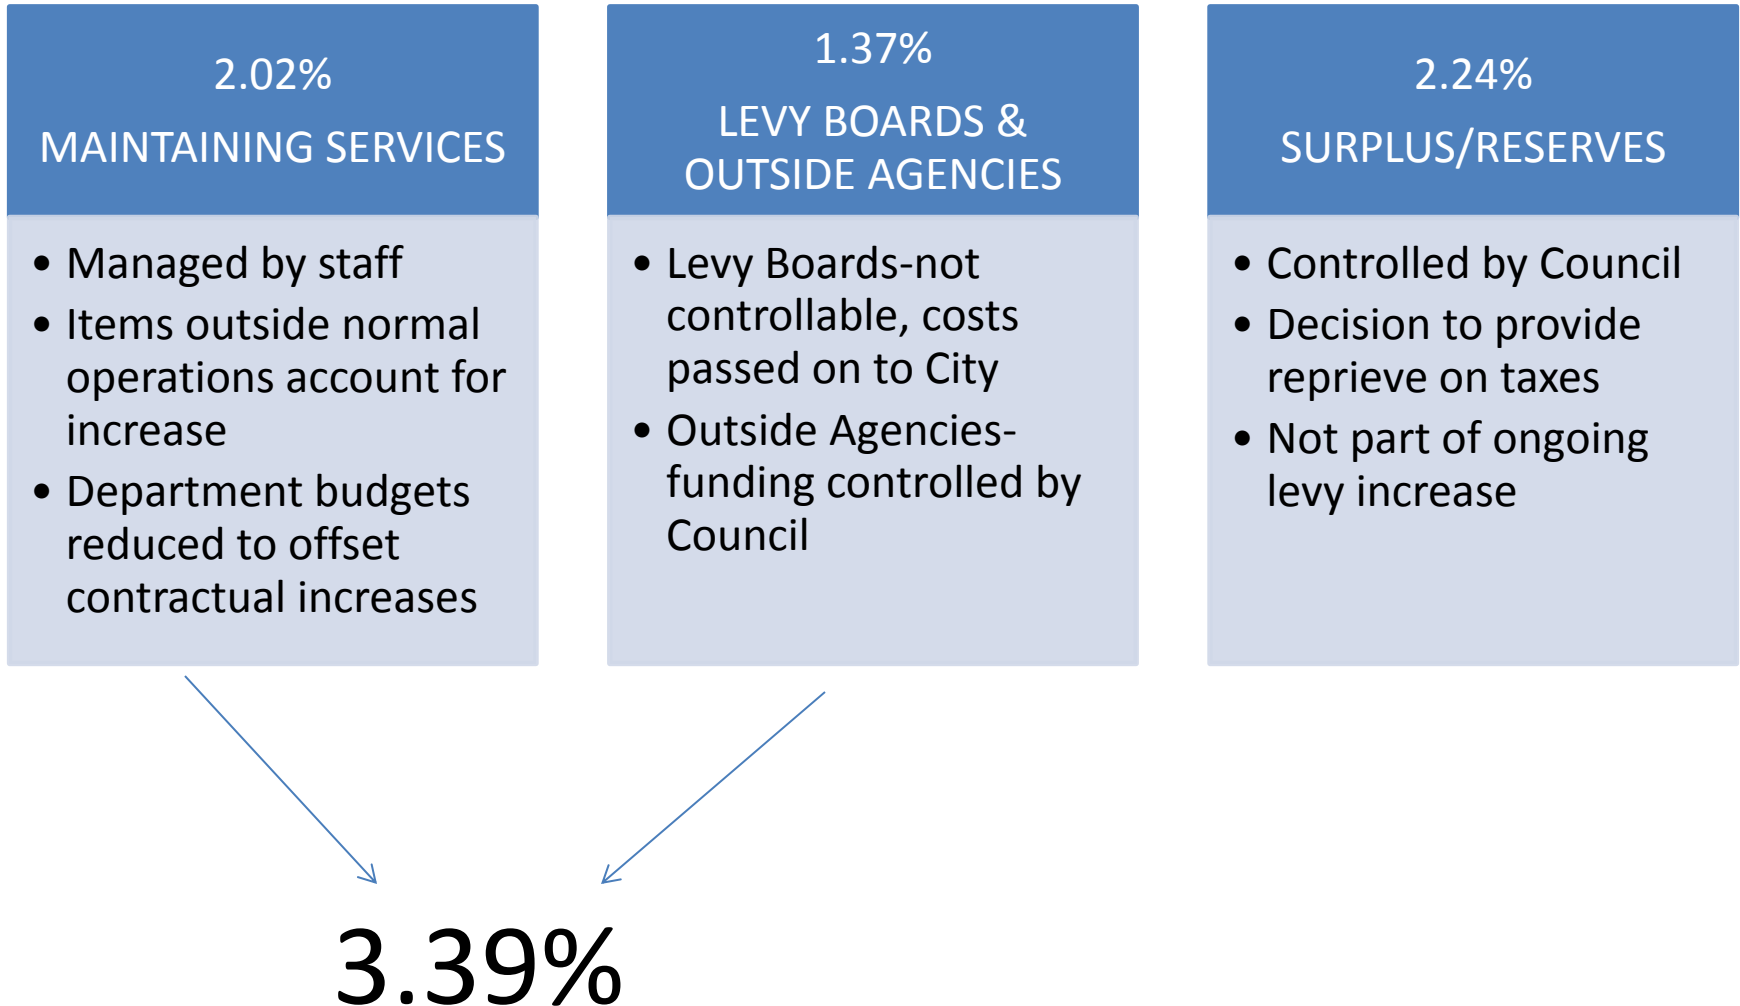 2.02%
MAINTAINING SERVICES
• Managed by staff
• Items outside normal
operations account for
increase
• Department budgets
reduced to offset
contractual increases
1.37%
LEVY BOARDS &
OUTSIDE AGENCIES
• Levy Boards-not
controllable, costs
passed on to City
• Outside Agencies-
funding controlled by
Council
2.24%
SURPLUS/RESERVES
• Controlled by Council
• Decision to provide
reprieve on taxes
• Not part of ongoing
levy increase
3.39%